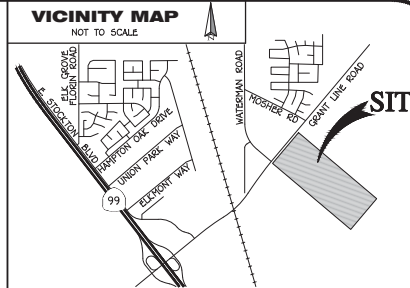 VICINITY MAP
NOT TO SCALE
N
ELK GROVE
FLORIN ROAD
E. STOCKTON BLVD
HAMPTON OAK DRIVE
UNION PARK WAY
ELKMONT WAY
99
WATERMAN ROAD
MOSHER RD
GRANT LINE ROAD
SIT